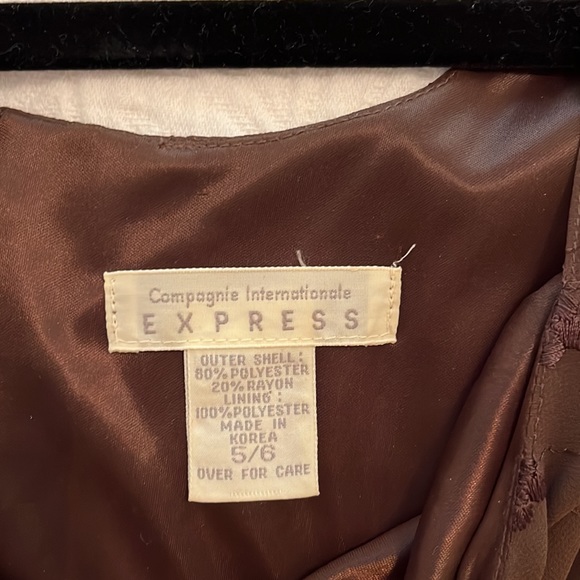 Compagnie Internationale
EXPRESS
OUTER SHELL:
80% POLYESTER
20% RAYON
LINING:
100% POLYESTER
MADE IN
KOREA
5/6
OVER FOR CARE